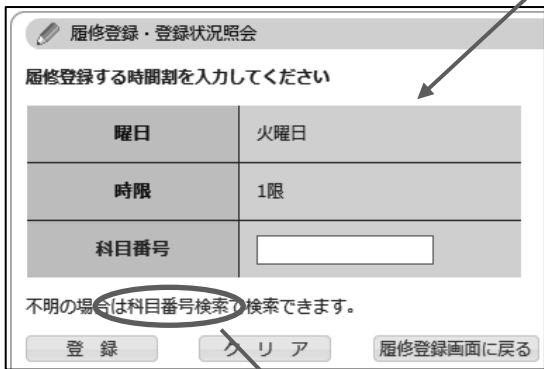 履修登録・登録状況照会
履修登録する時間割を入力してください
曜日 火曜日
時限 1限
科目番号
不明の場合は科目番号検索で検索できます。
登 録 ク リ ア 履修登録画面に戻る